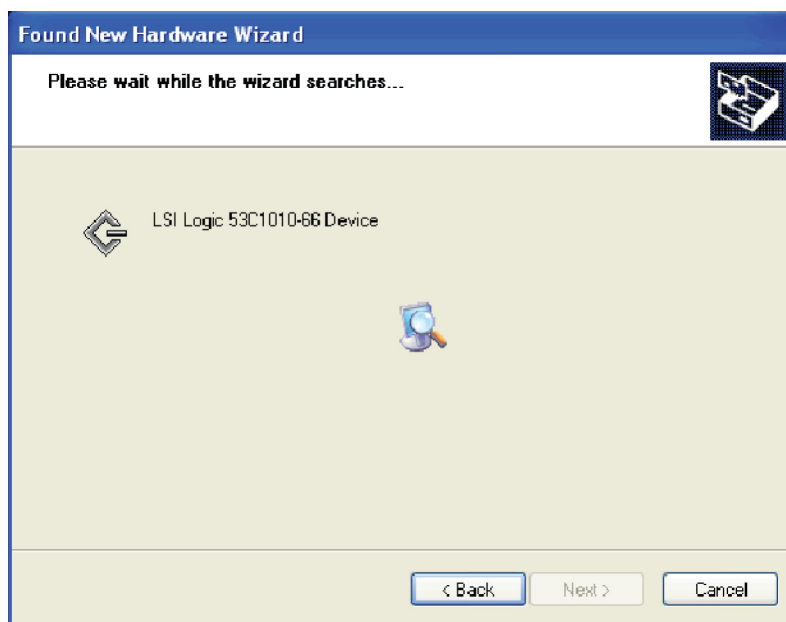 Found New Hardware Wizard
Please wait while the wizard searches...
LSI Logic 53C1010-66 Device
< Back
Next >
Cancel